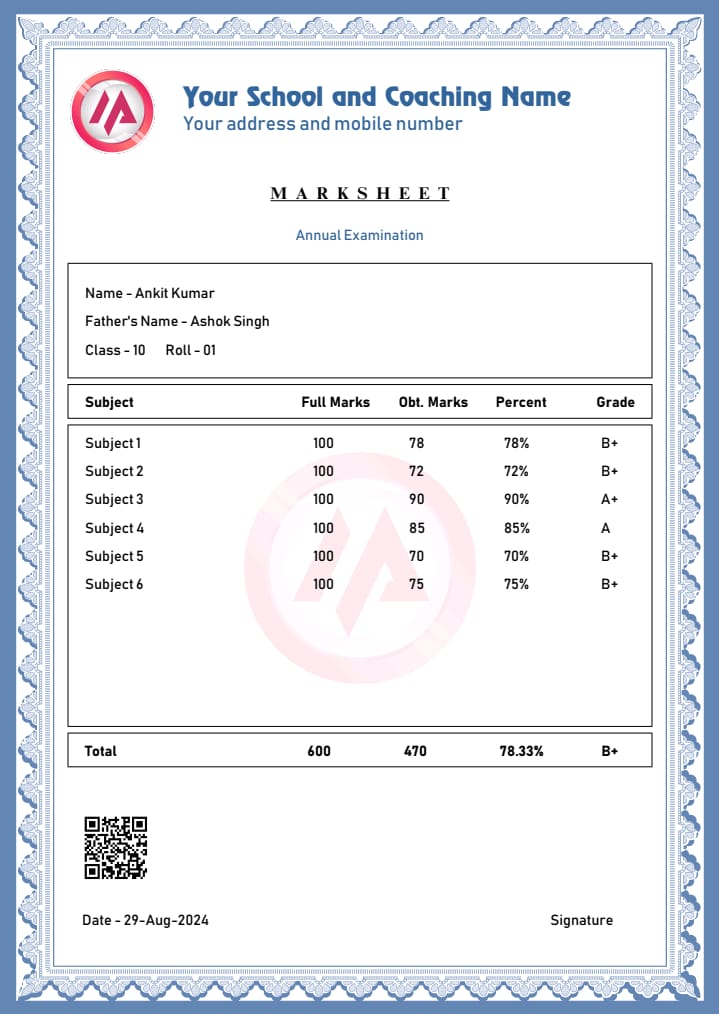 Your School and Coaching Name
Your address and mobile number
MARKSHEET
Annual Examination
Name - Ankit Kumar
Father's Name - Ashok Singh
Class - 10 Roll - 01
Subject Full Marks Obt. Marks Percent Grade
Subject 1 100 78 78% B+
Subject 2 100 72 72% B+
Subject 3 100 90 90% A+
Subject 4 100 85 85% A
Subject 5 100 70 70% B+
Subject 6 100 75 75% B+
Total 600 470 78.33% B+
Date - 29-Aug-2024 Signature